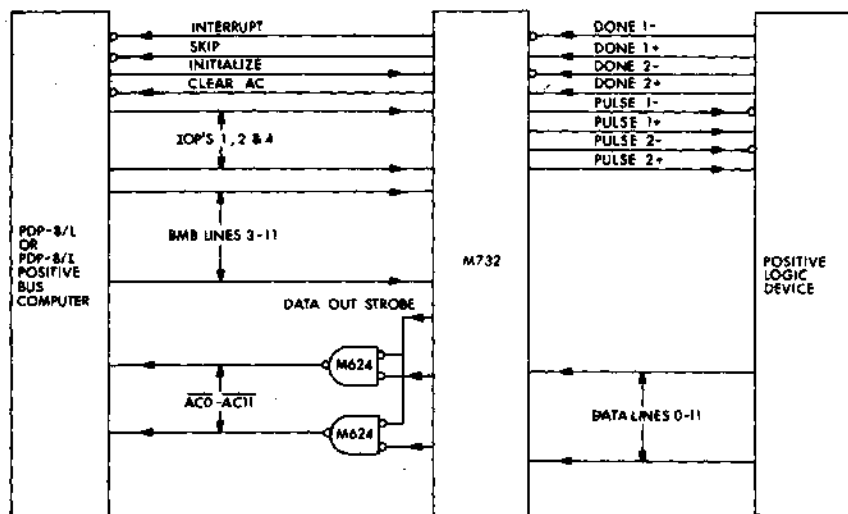 INTERRUPT
SKIP
INITIALIZE
CLEAR AC
IOP'S 1, 2 & 4
BMB LINES 3-11
PDP-8/L
OR
PDP-8/I
POSITIVE
BUS
COMPUTER
DATA OUT STROBE
M624
AC0-AC11
M624
M732
DONE 1-
DONE 1+
DONE 2-
DONE 2+
PULSE 1-
PULSE 1+
PULSE 2-
PULSE 2+
POSITIVE
LOGIC
DEVICE
DATA LINES 0-11